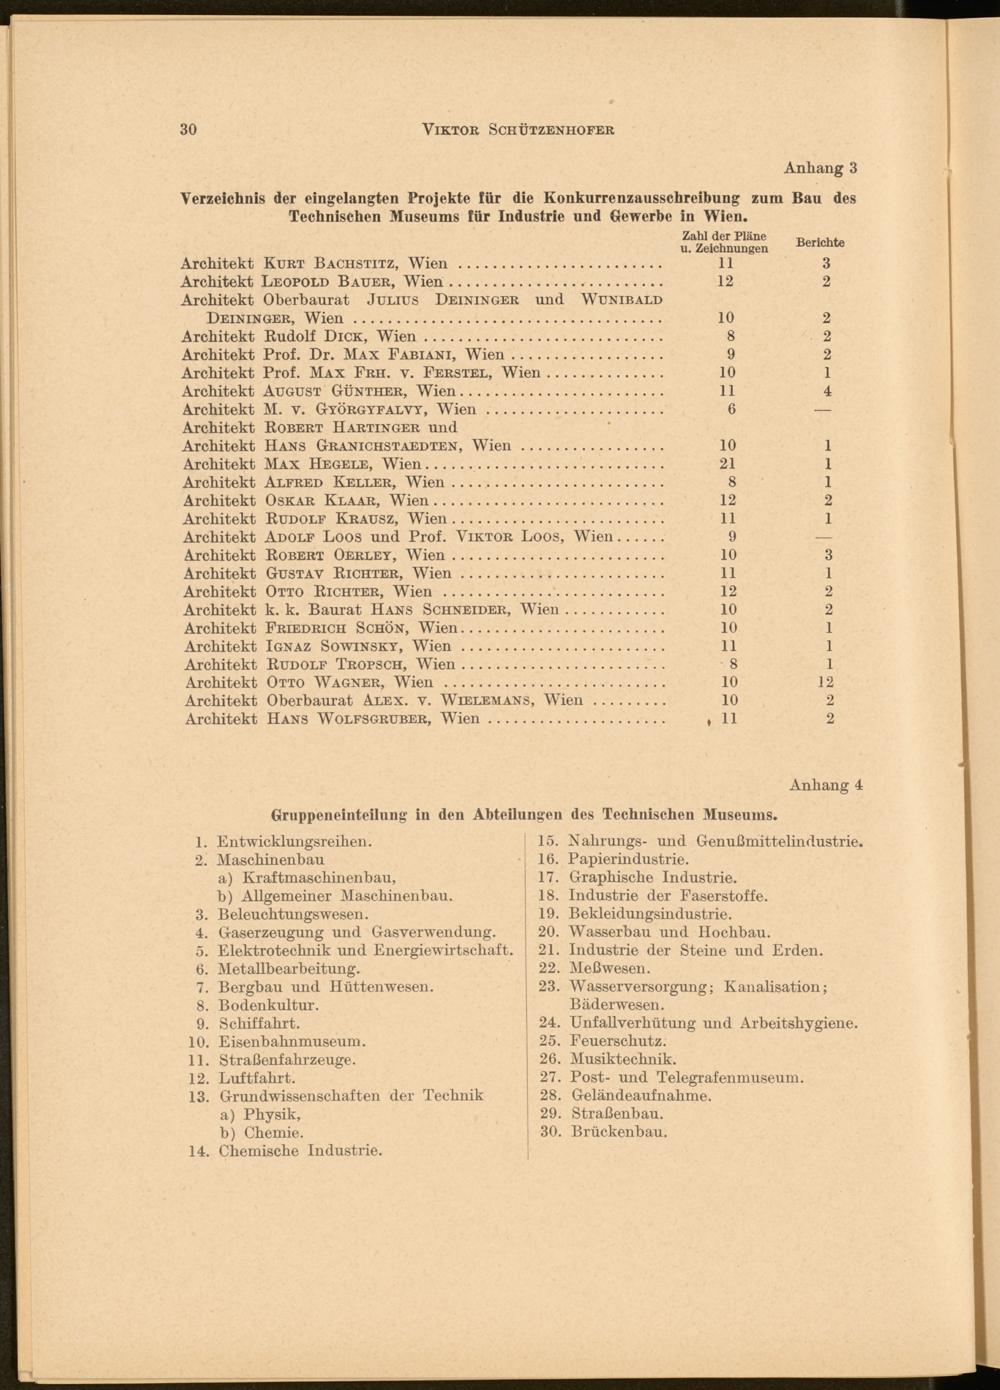 30 VIKTOR SCHÜTZENHOFER
Anhang 3
Verzeichnis der eingelangten Projekte für die Konkurrenzausschreibung zum Bau des
Technischen Museums für Industrie und Gewerbe in Wien.
Zahl der Pläne
u. Zeichnungen Berichte
Architekt KURT BACHSTITZ, Wien ........................ 11 3
Architekt LEOPOLD BAUER, Wien ......................... 12 2
Architekt Oberbaurat JULIUS DEININGER und WUNIBALD
DEININGER, Wien .................................... 10 2
Architekt Rudolf DICK, Wien ............................ 8 2
Architekt Prof. Dr. MAX FABIANI, Wien .................. 9 2
Architekt Prof. MAX FRH. V. FERSTEL, Wien .............. 10 1
Architekt AUGUST GÜNTHER, Wien ........................ 11 4
Architekt M. V. GYÖRGYFALVY, Wien ..................... 6 —
Architekt ROBERT HARTINGER und
Architekt HANS GRANICHSTAEDTEN, Wien ................. 10 1
Architekt MAX HEGELE, Wien ............................ 21 1
Architekt ALFRED KELLER, Wien ......................... 8 1
Architekt OSKAR KLAAR, Wien ........................... 12 2
Architekt RUDOLF KRAUSZ, Wien ......................... 11 1
Architekt ADOLF LOOS und Prof. VIKTOR LOOS, Wien ...... 9 —
Architekt ROBERT OERLEY, Wien ......................... 10 3
Architekt GUSTAV RICHTER, Wien ........................ 11 1
Architekt OTTO RICHTER, Wien .......................... 12 2
Architekt k. k. Baurat HANS SCHNEIDER, Wien ............ 10 2
Architekt FRIEDRICH SCHÖN, Wien ........................ 10 1
Architekt IGNAZ SOWINSKY, Wien ........................ 11 1
Architekt RUDOLF TROPSCH, Wien ........................ 8 1
Architekt OTTO WAGNER, Wien .......................... 10 12
Architekt Oberbaurat ALEX. V. WIELEMANS, Wien ......... 10 2
Architekt HANS WOLFSGRUBER, Wien ..................... 11 2
Anhang 4
Gruppeneinteilung in den Abteilungen des Technischen Museums.
1. Entwicklungsreihen.
2. Maschinenbau
a) Kraftmaschinenbau,
b) Allgemeiner Maschinenbau.
3. Beleuchtungswesen.
4. Gaserzeugung und Gasverwendung.
5. Elektrotechnik und Energiewirtschaft.
6. Metallbearbeitung.
7. Bergbau und Hüttenwesen.
8. Bodenkultur.
9. Schiffahrt.
10. Eisenbahnmuseum.
11. Straßenfahrzeuge.
12. Luftfahrt.
13. Grundwissenschaften der Technik
a) Physik,
b) Chemie.
14. Chemische Industrie.
15. Nahrungs- und Genußmittelindustrie.
16. Papierindustrie.
17. Graphische Industrie.
18. Industrie der Faserstoffe.
19. Bekleidungsindustrie.
20. Wasserbau und Hochbau.
21. Industrie der Steine und Erden.
22. Meßwesen.
23. Wasserversorgung; Kanalisation;
Bäderwesen.
24. Unfallverhütung und Arbeitshygiene.
25. Feuerschutz.
26. Musiktechnik.
27. Post- und Telegrafenmuseum.
28. Geländeaufnahme.
29. Straßenbau.
30. Brückenbau.